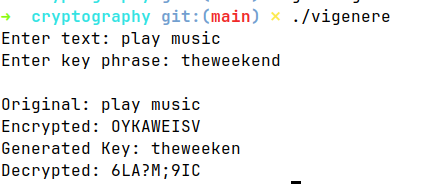 ➜ cryptography git:(main) ✗ ./vigenere
Enter text: play music
Enter key phrase: theweekend
Original: play music
Encrypted: OYKAWEISV
Generated Key: theweeken
Decrypted: 6LA?M;9IC